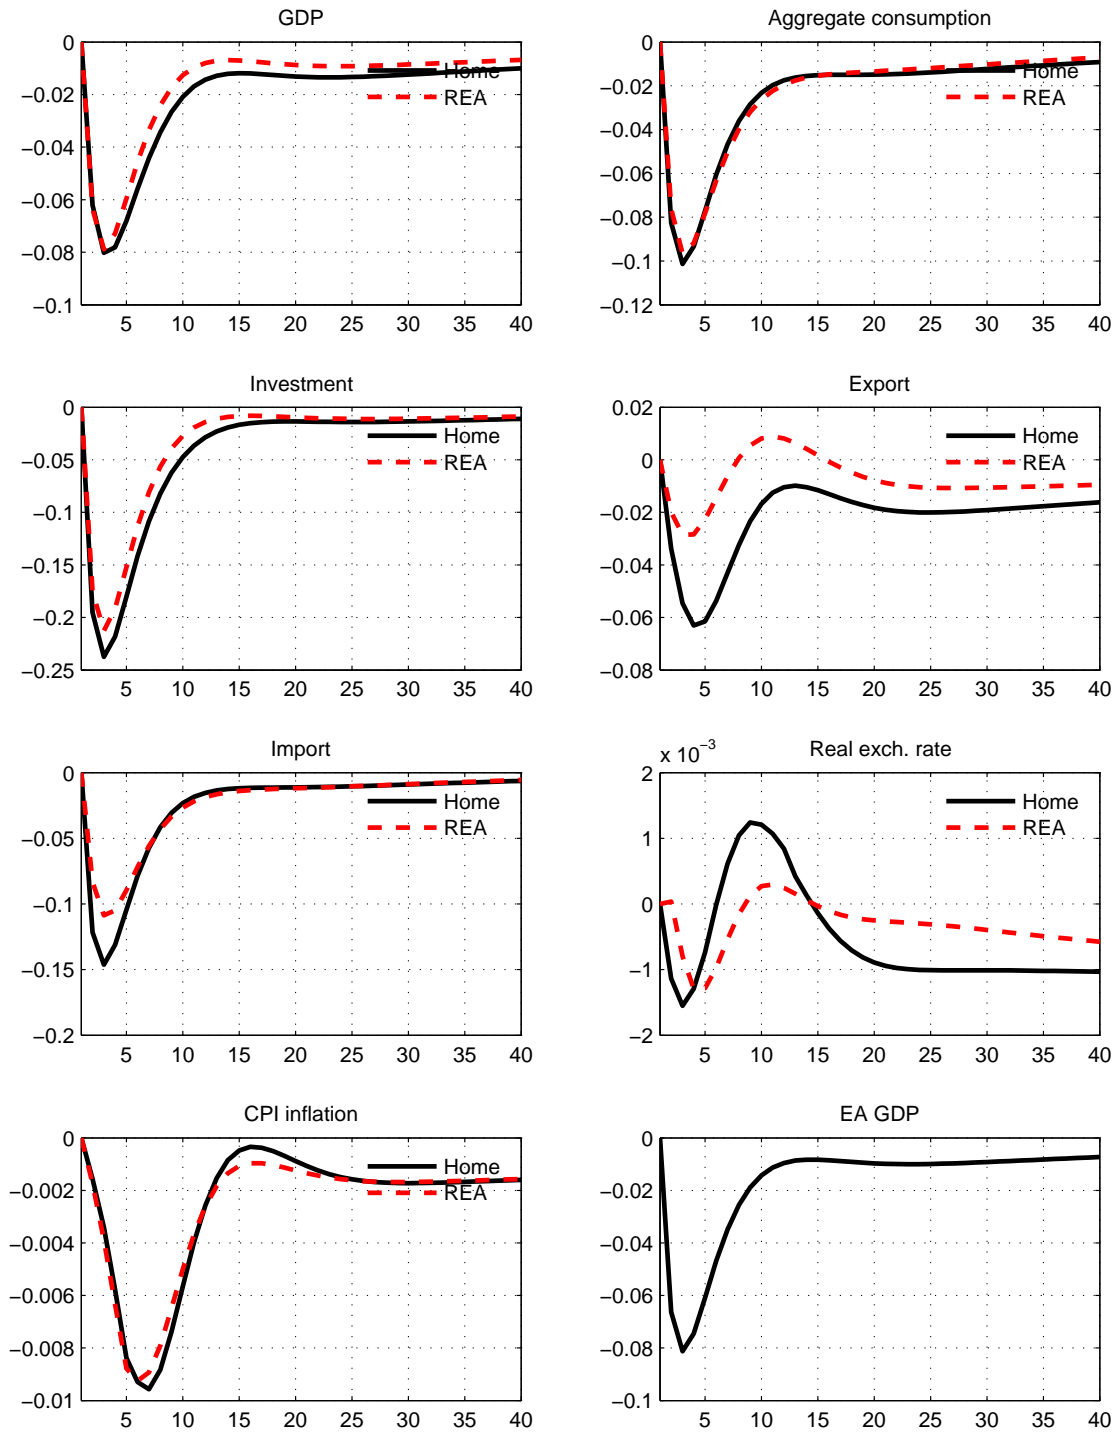 GDP
0
−0.02
−0.04
−0.06
−0.08
−0.1
5 10 15 20 25 30 35 40
Home
REA
Aggregate consumption
0
−0.02
−0.04
−0.06
−0.08
−0.1
−0.12
5 10 15 20 25 30 35 40
Home
REA
Investment
0
−0.05
−0.1
−0.15
−0.2
−0.25
5 10 15 20 25 30 35 40
Home
REA
Export
0.02
0
−0.02
−0.04
−0.06
−0.08
5 10 15 20 25 30 35 40
Home
REA
Import
0
−0.05
−0.1
−0.15
−0.2
5 10 15 20 25 30 35 40
Home
REA
x 10−3
Real exch. rate
2
1
0
−1
−2
5 10 15 20 25 30 35 40
Home
REA
CPI inflation
0
−0.002
−0.004
−0.006
−0.008
−0.01
5 10 15 20 25 30 35 40
Home
REA
EA GDP
0
−0.02
−0.04
−0.06
−0.08
−0.1
5 10 15 20 25 30 35 40